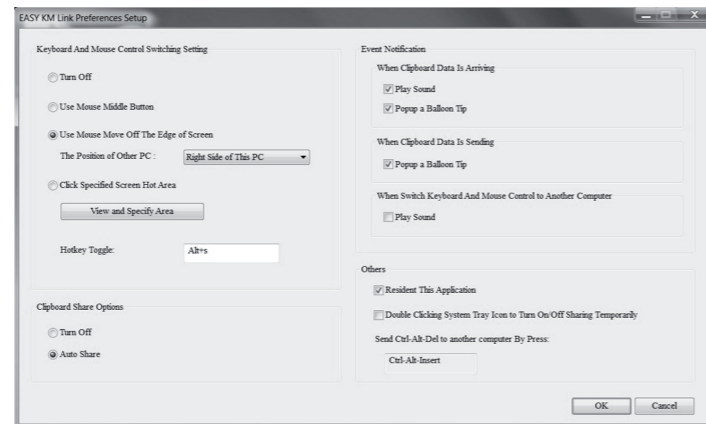 EASY KM Link Preferences Setup
Keyboard And Mouse Control Switching Setting
Turn Off
Use Mouse Middle Button
Use Mouse Move Off The Edge of Screen
The Position of Other PC :
Right Side of This PC
Click Specified Screen Hot Area
View and Specify Area
Hotkey Toggle:
Alt+s
Clipboard Share Options
Turn Off
Auto Share
Event Notification
When Clipboard Data Is Arriving
Play Sound
Popup a Balloon Tip
When Clipboard Data Is Sending
Popup a Balloon Tip
When Switch Keyboard And Mouse Control to Another Computer
Play Sound
Others
Resident This Application
Double Clicking System Tray Icon to Turn On/Off Sharing Temporarily
Send Ctrl-Alt-Del to another computer By Press:
Ctrl-Alt-Insert
OK
Cancel